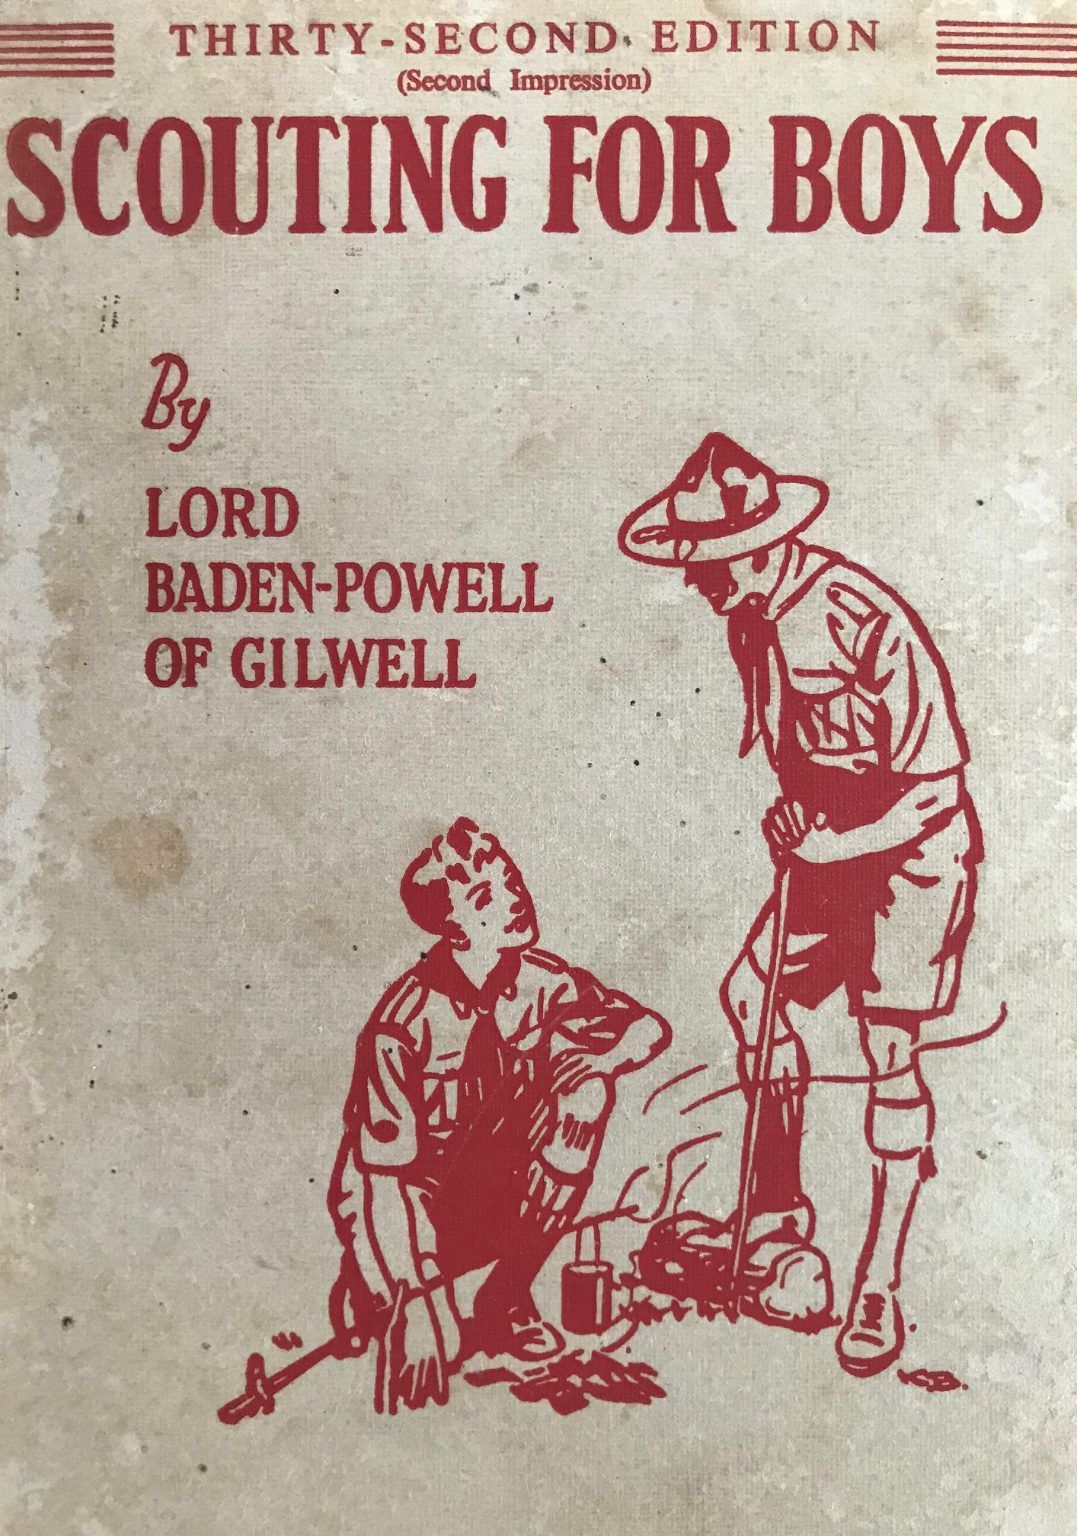 THIRTY-SECOND EDITION
(Second Impression)
SCOUTING FOR BOYS
By
LORD
BADEN-POWELL
OF GILWELL
K.B.